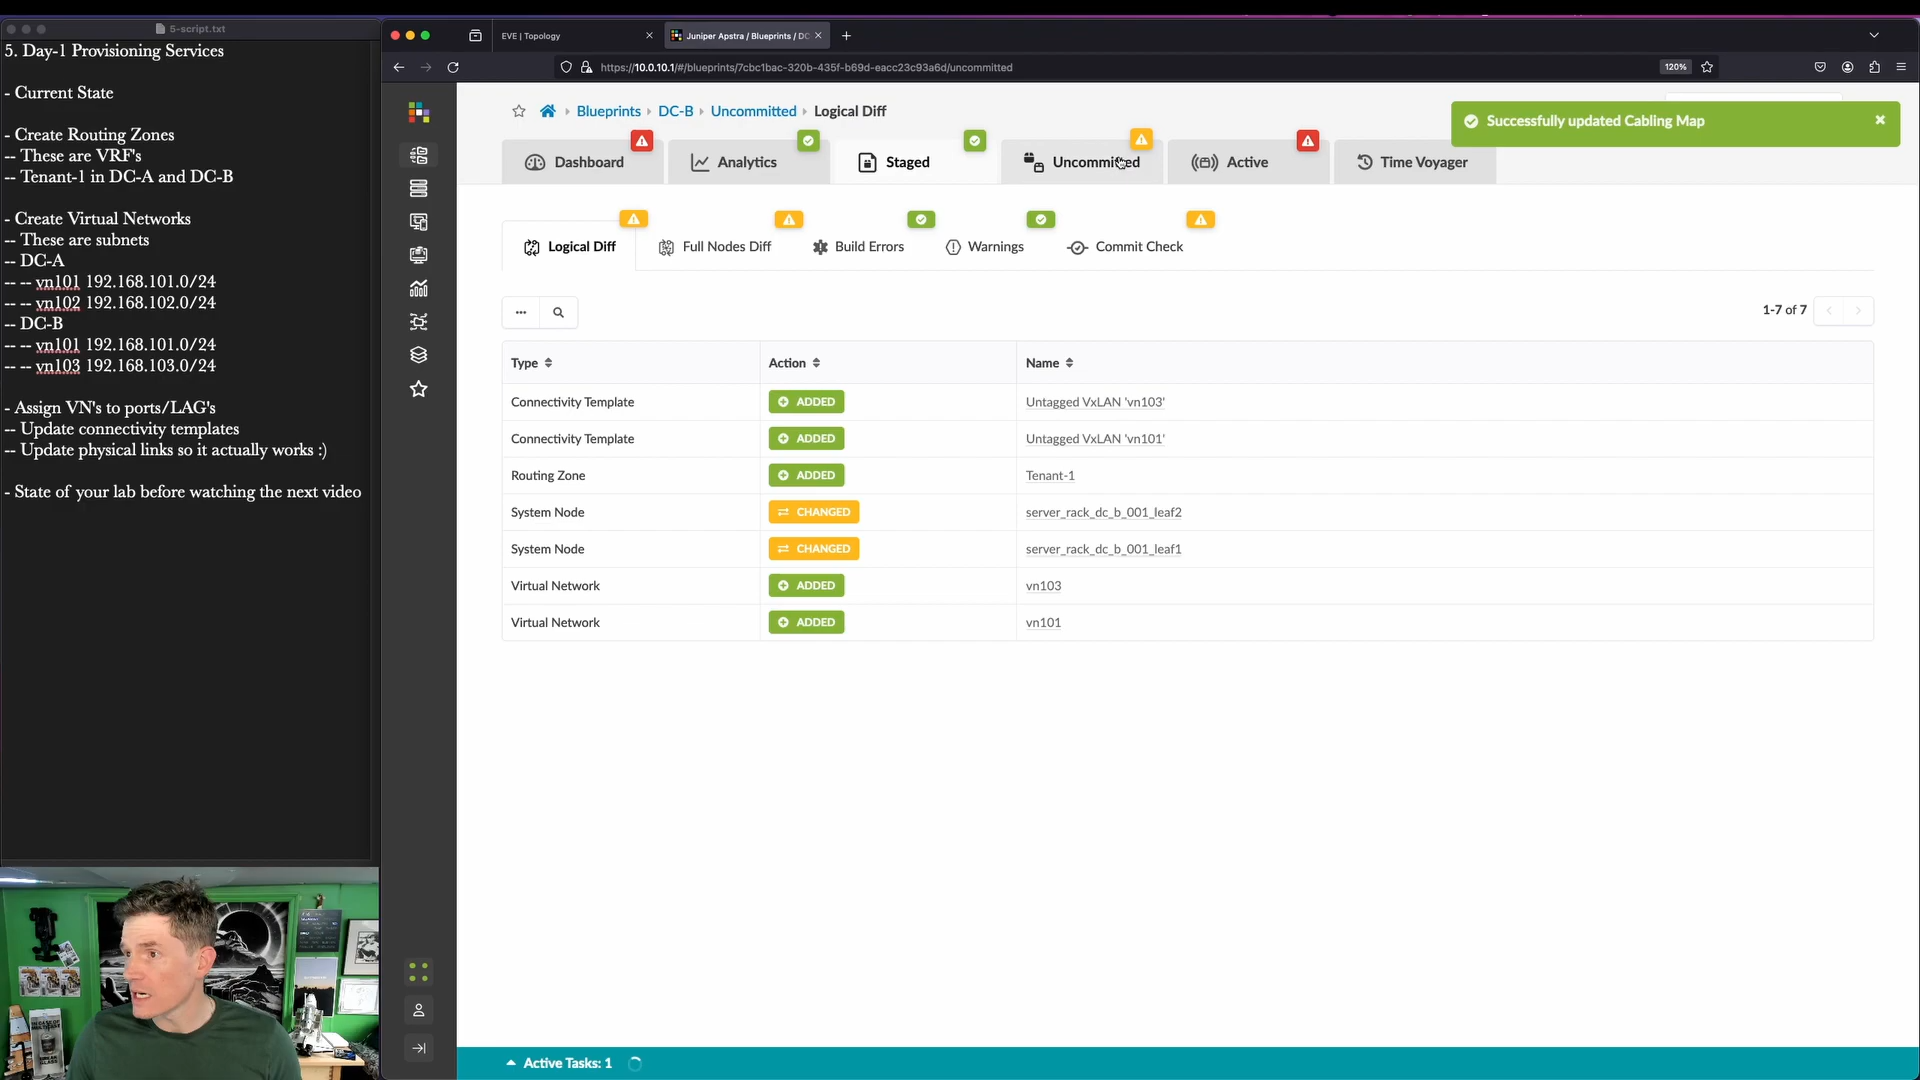 5-script.txt
5. Day-1 Provisioning Services
- Current State
- Create Routing Zones
-- These are VRF's
-- Tenant-1 in DC-A and DC-B
- Create Virtual Networks
-- These are subnets
-- DC-A
-- -- vn101 192.168.101.0/24
-- -- vn102 192.168.102.0/24
-- DC-B
-- -- vn101 192.168.101.0/24
-- -- vn103 192.168.103.0/24
- Assign VN's to ports/LAG's
-- Update connectivity templates
-- Update physical links so it actually works :)
- State of your lab before watching the next video
EVE | Topology
Juniper Apstra / Blueprints / DC
https://10.0.10.1/#/blueprints/7cbc1bac-320b-435f-b69d-eacc23c93a6d/uncommitted
120%
Blueprints DC-B Uncommitted Logical Diff
Successfully updated Cabling Map
Dashboard Analytics Staged Uncommitted Active Time Voyager
Logical Diff Full Nodes Diff Build Errors Warnings Commit Check
1-7 of 7
Type Action Name
Connectivity Template ADDED Untagged VxLAN 'vn103'
Connectivity Template ADDED Untagged VxLAN 'vn101'
Routing Zone ADDED Tenant-1
System Node CHANGED server_rack_dc_b_001_leaf2
System Node CHANGED server_rack_dc_b_001_leaf1
Virtual Network ADDED vn103
Virtual Network ADDED vn101
Active Tasks: 1